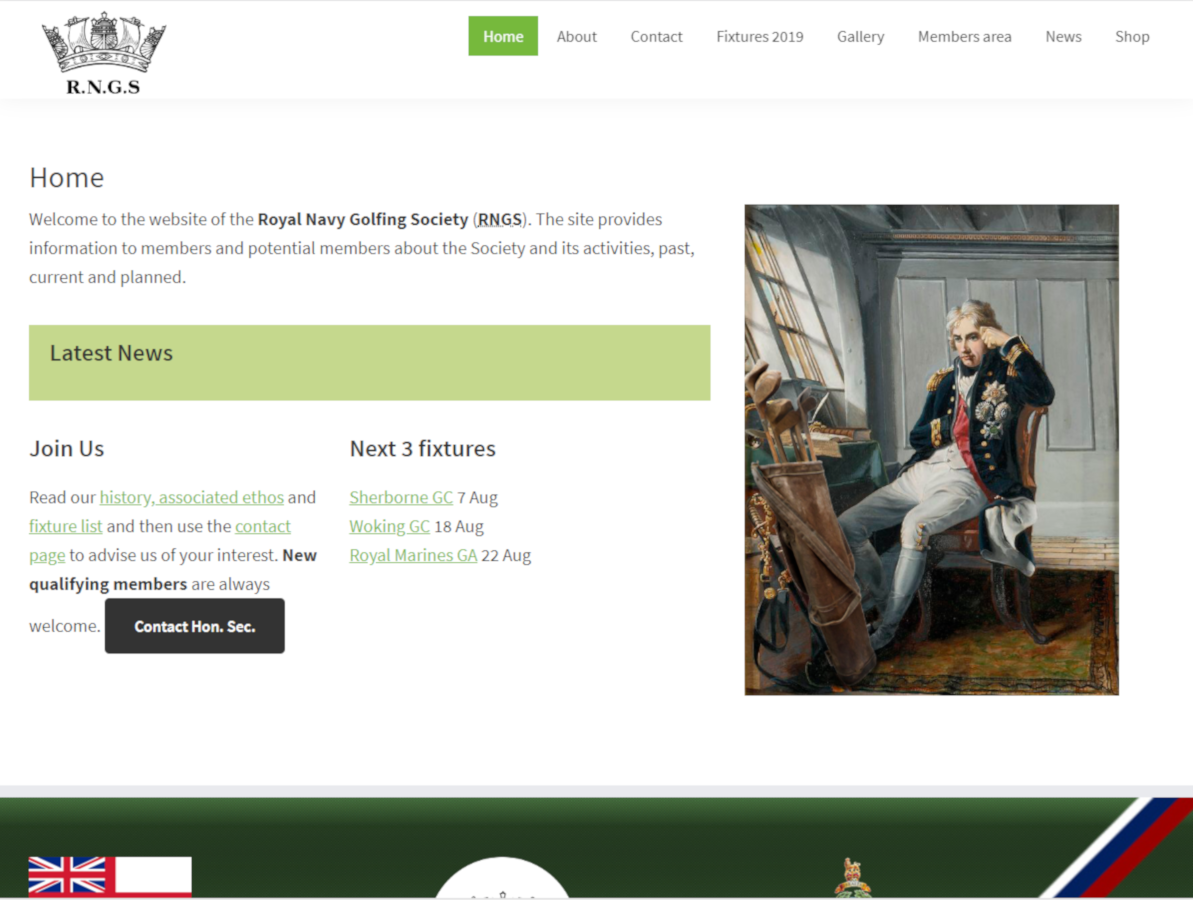 R.N.G.S
Home
About
Contact
Fixtures 2019
Gallery
Members area
News
Shop
Home
Welcome to the website of the Royal Navy Golfing Society (RNGS). The site provides
information to members and potential members about the Society and its activities, past,
current and planned.
Latest News
Join Us
Read our history, associated ethos and
fixture list and then use the contact
page to advise us of your interest. New
qualifying members are always
welcome. Contact Hon. Sec.
Next 3 fixtures
Sherborne GC 7 Aug
Woking GC 18 Aug
Royal Marines GA 22 Aug